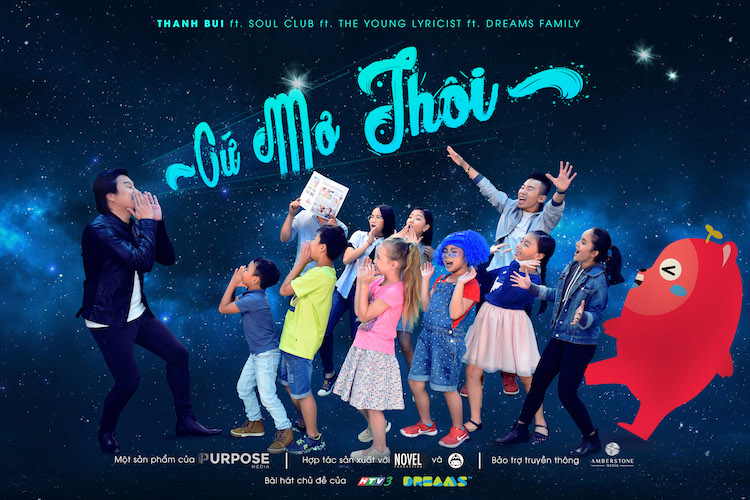 THANH BUI ft. SOUL CLUB ft. THE YOUNG LYRICIST ft. DREAMS FAMILY
Cứ Mơ Thôi
Một sản phẩm của PURPOSE MEDIA | Hợp tác sản xuất với NOVEL và | Bảo trợ truyền thông AMBERSTONE MEDIA
Bài hát chủ đề của HTV3 DREAMS TV